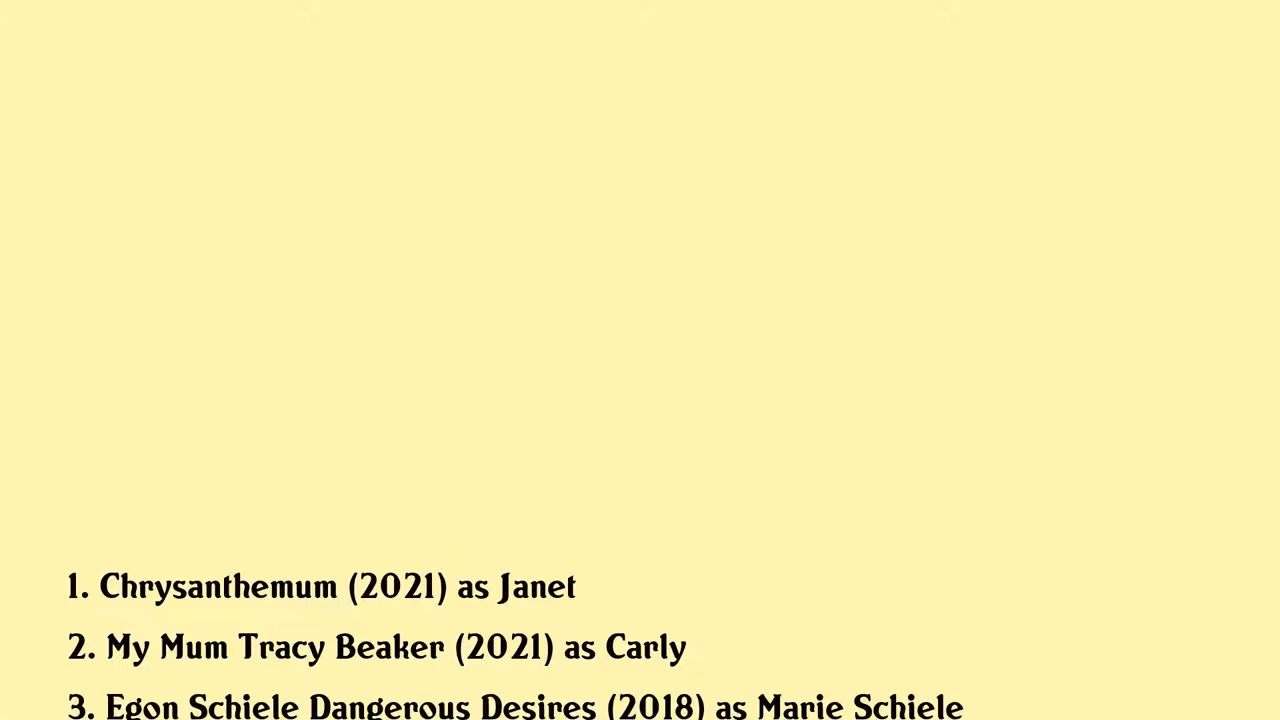 1. Chrysanthemum (2021) as Janet
2. My Mum Tracy Beaker (2021) as Carly
3. Egon Schiele Dangerous Desires (2018) as Marie Schiele